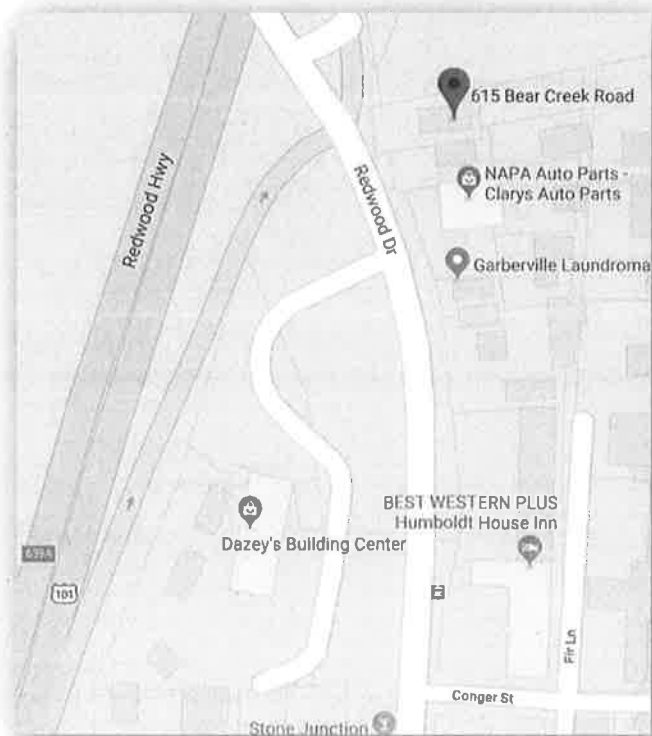 615 Bear Creek Road
Redwood Hwy
Redwood Dr
NAPA Auto Parts -
Clarys Auto Parts
Garberville Laundroma
BEST WESTERN PLUS
Humboldt House Inn
Dazey's Building Center
639A
101
Fir Ln
Conger St
Stone Junction